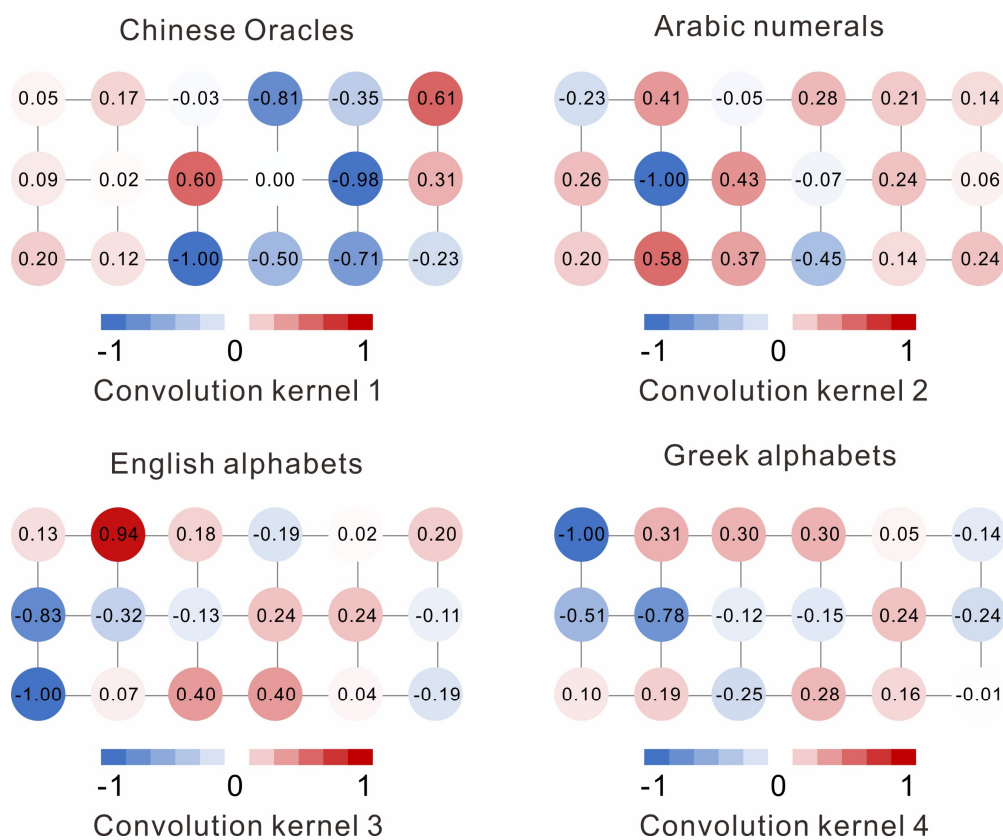 Chinese Oracles
0.05 0.17 -0.03 -0.81 -0.35 0.61
0.09 0.02 0.60 0.00 -0.98 0.31
0.20 0.12 -1.00 -0.50 -0.71 -0.23
-1 0 1
Convolution kernel 1
Arabic numerals
-0.23 0.41 -0.05 0.28 0.21 0.14
0.26 -1.00 0.43 -0.07 0.24 0.06
0.20 0.58 0.37 -0.45 0.14 0.24
-1 0 1
Convolution kernel 2
English alphabets
0.13 0.94 0.18 -0.19 0.02 0.20
-0.83 -0.32 -0.13 0.24 0.24 -0.11
-1.00 0.07 0.40 0.40 0.04 -0.19
-1 0 1
Convolution kernel 3
Greek alphabets
-1.00 0.31 0.30 0.30 0.05 -0.14
-0.51 -0.78 -0.12 -0.15 0.24 -0.24
0.10 0.19 -0.25 0.28 0.16 -0.01
-1 0 1
Convolution kernel 4